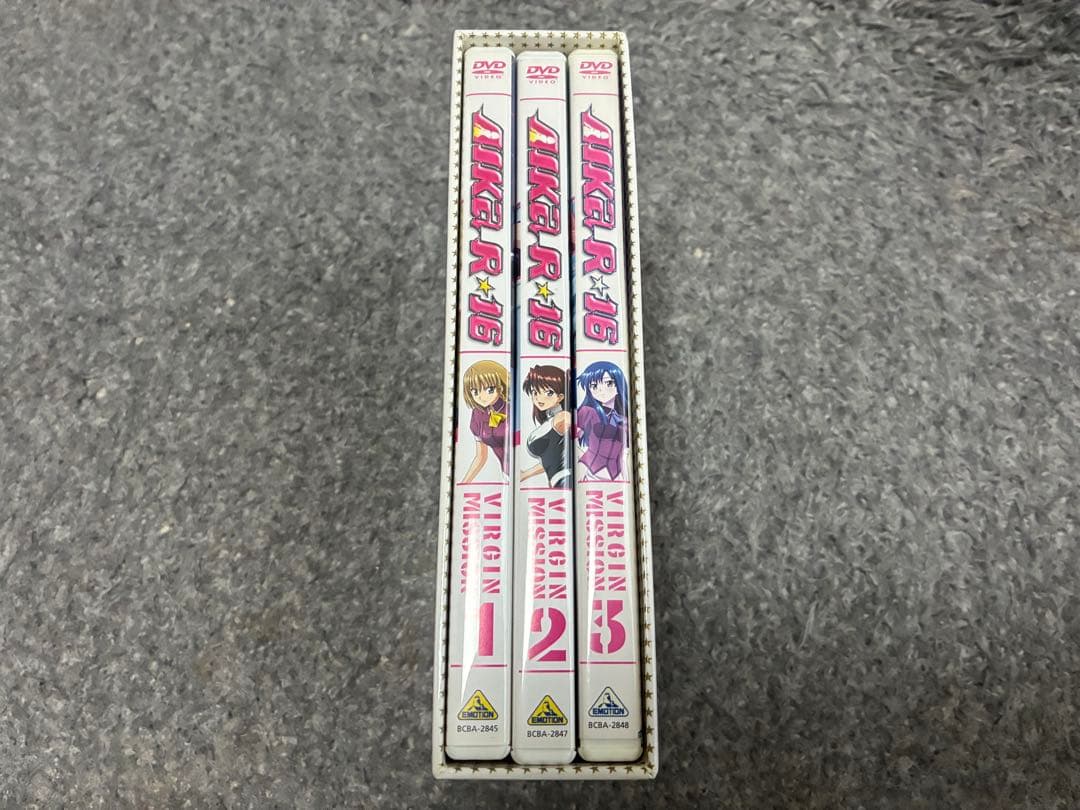 DVD
VIDEO
AIKa R☆16
VIRGIN
MISSION
1
EMOTION
BCBA-2845
DVD
VIDEO
AIKa R☆16
VIRGIN
MISSION
2
EMOTION
BCBA-2847
DVD
VIDEO
AIKa R☆16
VIRGIN
MISSION
3
EMOTION
BCBA-2848